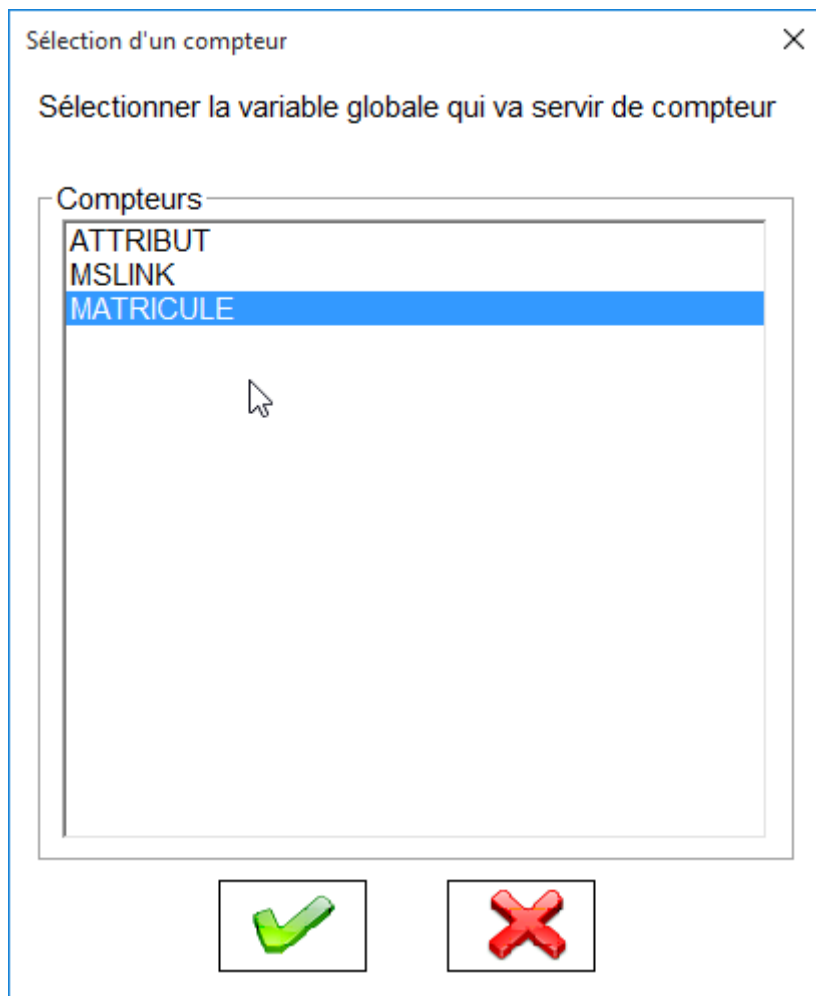 Sélection d'un compteur
Sélectionner la variable globale qui va servir de compteur
Compteurs
ATTRIBUT
MSLINK
MATRICULE